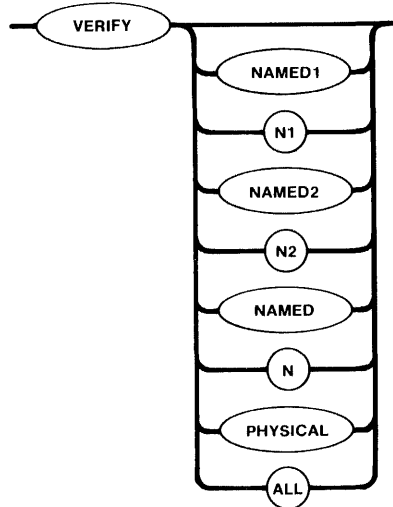 VERIFY
NAMED1
N1
NAMED2
N2
NAMED
N
PHYSICAL
ALL